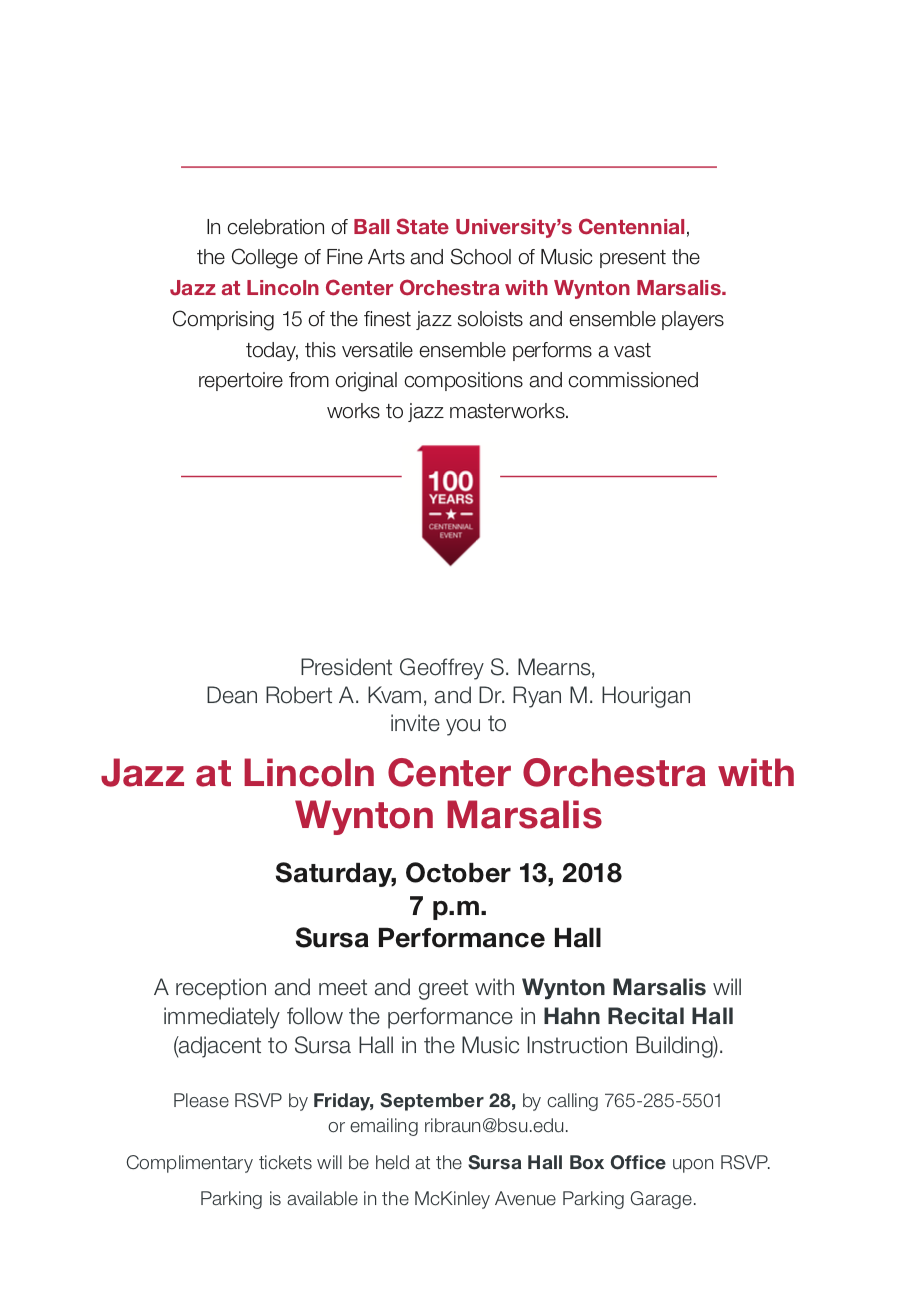 In celebration of Ball State University’s Centennial,
the College of Fine Arts and School of Music present the
Jazz at Lincoln Center Orchestra with Wynton Marsalis.
Comprising 15 of the finest jazz soloists and ensemble players
today, this versatile ensemble performs a vast
repertoire from original compositions and commissioned
works to jazz masterworks.
100
YEARS
CENTENNIAL
EVENT
President Geoffrey S. Mearns,
Dean Robert A. Kvam, and Dr. Ryan M. Hourigan
invite you to
Jazz at Lincoln Center Orchestra with
Wynton Marsalis
Saturday, October 13, 2018
7 p.m.
Sursa Performance Hall
A reception and meet and greet with Wynton Marsalis will
immediately follow the performance in Hahn Recital Hall
(adjacent to Sursa Hall in the Music Instruction Building).
Please RSVP by Friday, September 28, by calling 765-285-5501
or emailing ribraun@bsu.edu.
Complimentary tickets will be held at the Sursa Hall Box Office upon RSVP.
Parking is available in the McKinley Avenue Parking Garage.